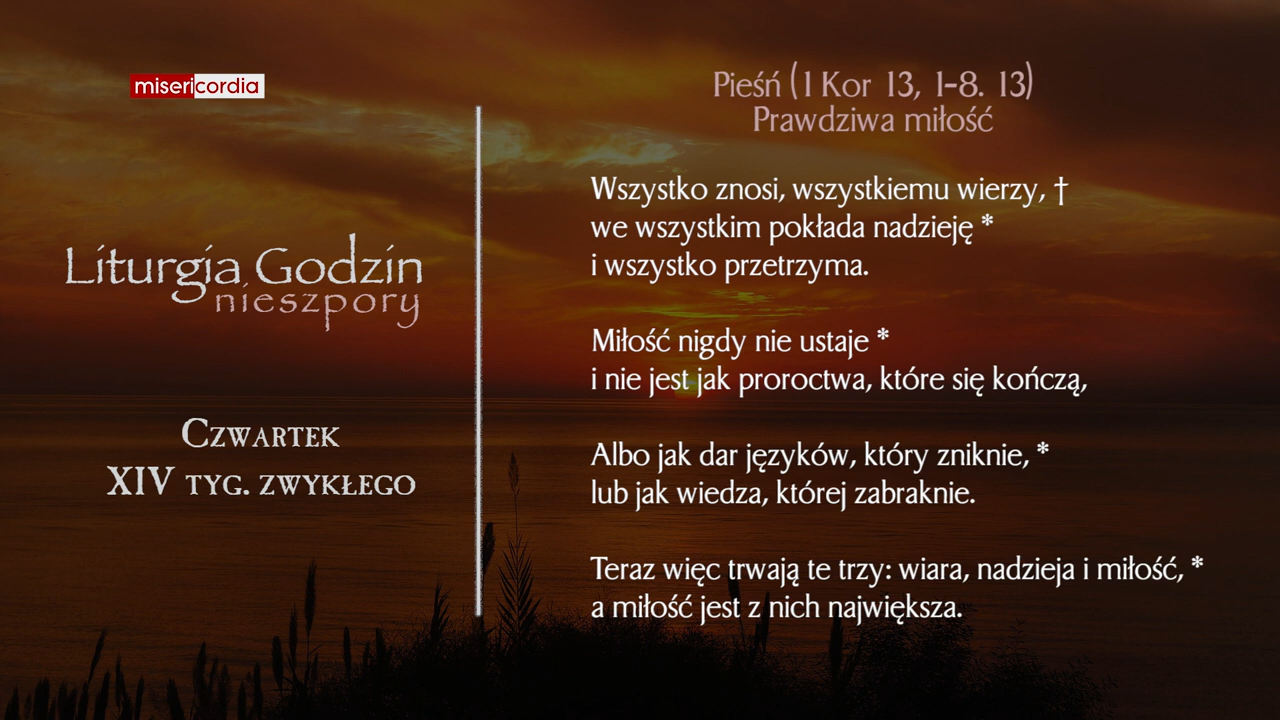 misericordia
Liturgia Godzin
nieszpory
Czwartek
XIV tyg. zwykłego
Pieśń (1 Kor 13, 1-8. 13)
Prawdziwa miłość
Wszystko znosi, wszystkiemu wierzy, †
we wszystkim pokłada nadzieję *
i wszystko przetrzyma.
Miłość nigdy nie ustaje *
i nie jest jak proroctwa, które się kończą,
Albo jak dar języków, który zniknie, *
lub jak wiedza, której zabraknie.
Teraz więc trwają te trzy: wiara, nadzieja i miłość, *
a miłość jest z nich największa.